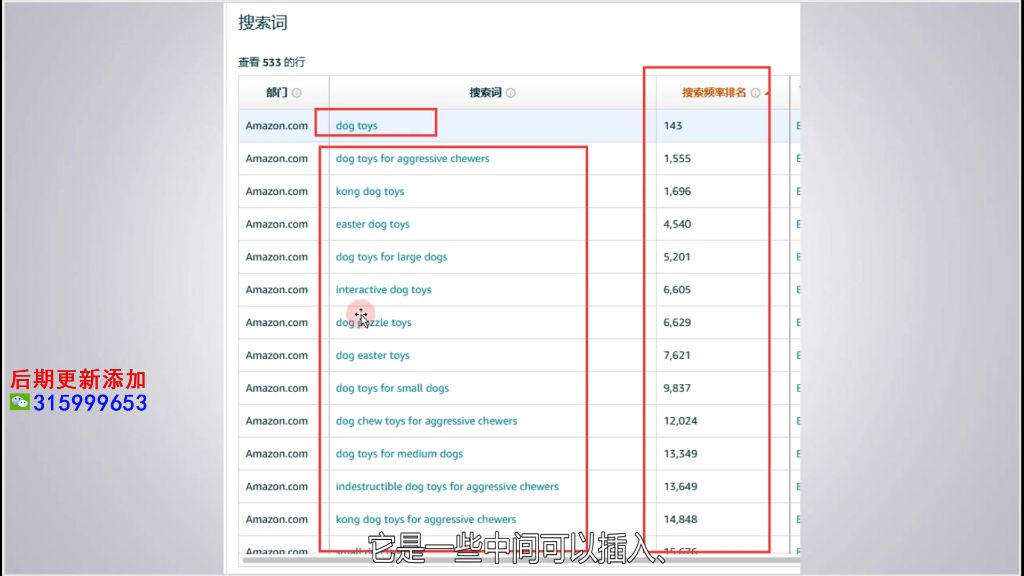 搜索词
查看 533 的行
部门 搜索词 搜索频率排名
Amazon.com dog toys 143
Amazon.com dog toys for aggressive chewers 1,555
Amazon.com kong dog toys 1,696
Amazon.com easter dog toys 4,540
Amazon.com dog toys for large dogs 5,201
Amazon.com interactive dog toys 6,605
Amazon.com dog puzzle toys 6,629
Amazon.com dog easter toys 7,621
Amazon.com dog toys for small dogs 9,837
后期更新添加
315999653
Amazon.com dog chew toys for aggressive chewers 12,024
Amazon.com dog toys for medium dogs 13,349
Amazon.com indestructible dog toys for aggressive chewers 13,649
Amazon.com kong dog toys for aggressive chewers 14,848
Amazon.com small 15,676
它是一些中间可以插入、